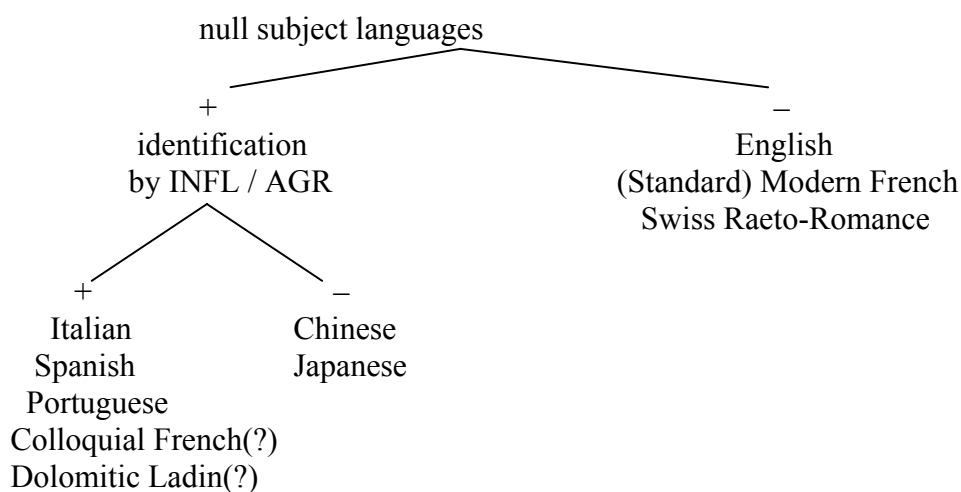 null subject languages
+ –
identification English
by INFL / AGR (Standard) Modern French
Swiss Raeto-Romance
+ –
Italian Chinese
Spanish Japanese
Portuguese
Colloquial French(?)
Dolomitic Ladin(?)